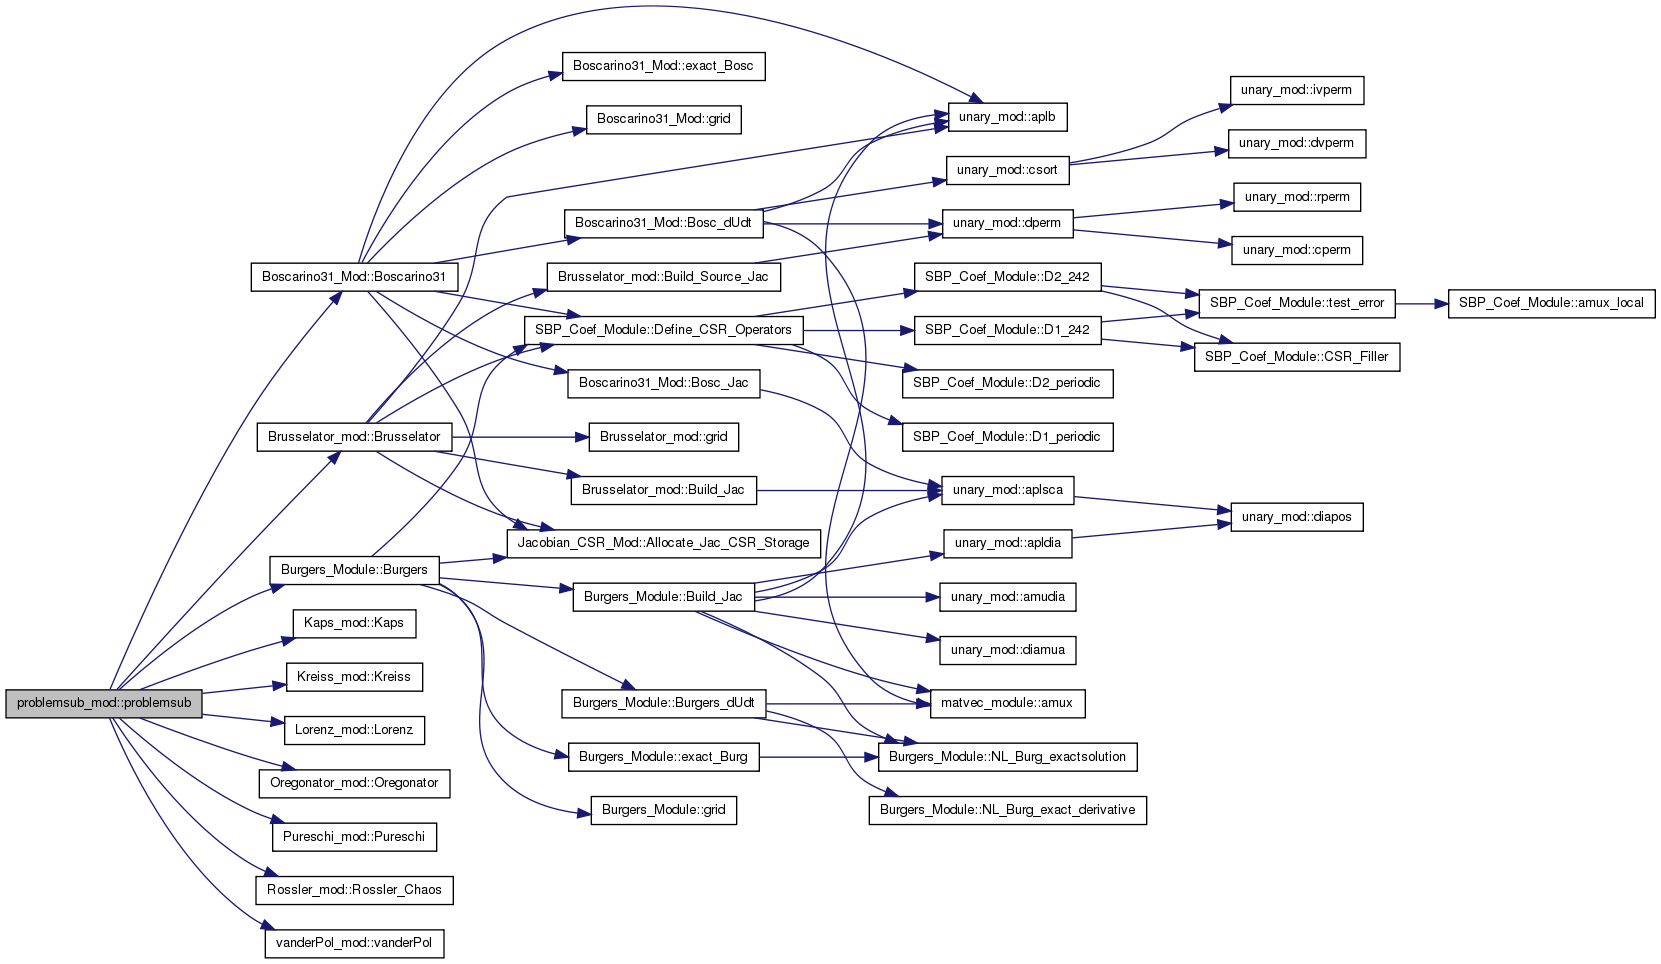 Boscarino31_Mod::exact_Bosc
unary_mod::ivperm
Boscarino31_Mod::grid
unary_mod::aplb
unary_mod::dvperm
unary_mod::csort
unary_mod::rperm
Boscarino31_Mod::Bosc_dUdt
unary_mod::dperm
unary_mod::cperm
Boscarino31_Mod::Boscarino31
Brusselator_mod::Build_Source_Jac
SBP_Coef_Module::D2_242
SBP_Coef_Module::test_error
SBP_Coef_Module::amux_local
SBP_Coef_Module::Define_CSR_Operators
SBP_Coef_Module::D1_242
SBP_Coef_Module::CSR_Filler
Boscarino31_Mod::Bosc_Jac
SBP_Coef_Module::D2_periodic
Brusselator_mod::Brusselator
Brusselator_mod::grid
SBP_Coef_Module::D1_periodic
Brusselator_mod::Build_Jac
unary_mod::aplsca
unary_mod::diapos
Jacobian_CSR_Mod::Allocate_Jac_CSR_Storage
unary_mod::apldia
Burgers_Module::Burgers
Burgers_Module::Build_Jac
unary_mod::amudia
Kaps_mod::Kaps
unary_mod::diamua
Kreiss_mod::Kreiss
problemsub_mod::problemsub
Burgers_Module::Burgers_dUdt
matvec_module::amux
Lorenz_mod::Lorenz
Burgers_Module::exact_Burg
Burgers_Module::NL_Burg_exactsolution
Oregonator_mod::Oregonator
Burgers_Module::grid
Burgers_Module::NL_Burg_exact_derivative
Pureschi_mod::Pureschi
Rossler_mod::Rossler_Chaos
vanderPol_mod::vanderPol